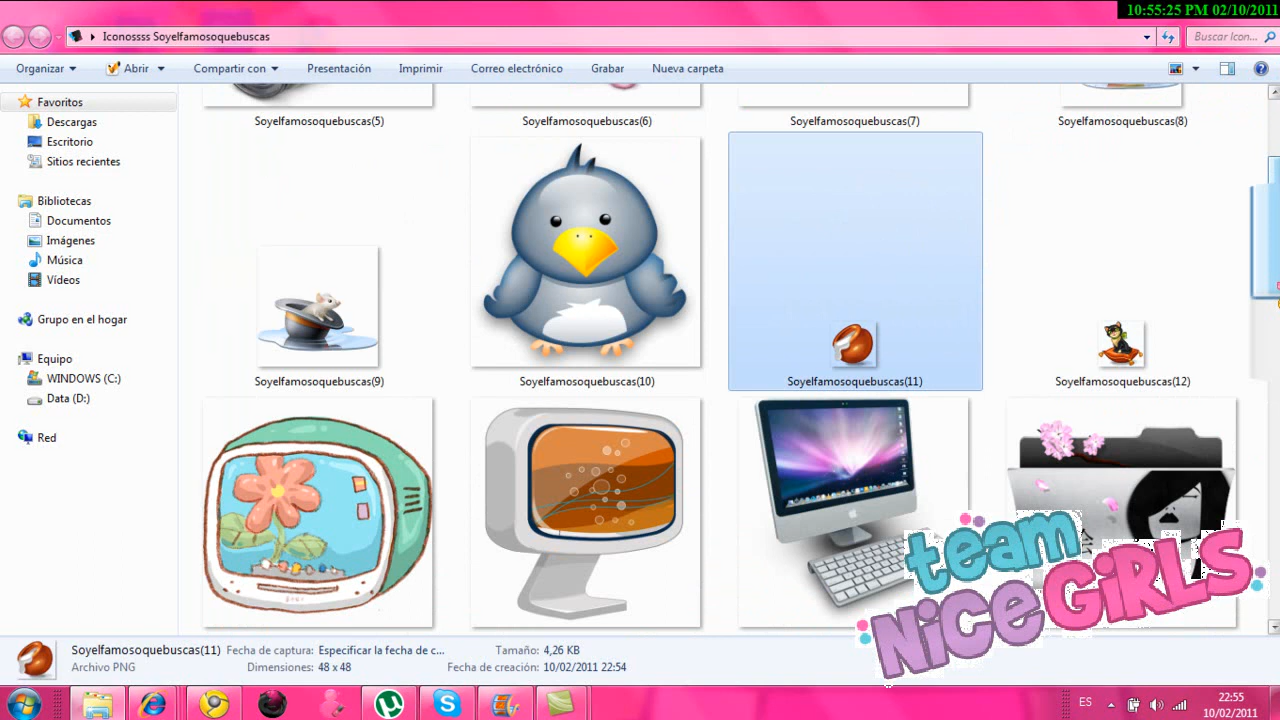 10:55:25 PM 02/10/2011
Iconossss Soyelfamosoquebuscas
Buscar Icon...
Organizar
Abrir
Compartir con
Presentación
Imprimir
Correo electrónico
Grabar
Nueva carpeta
Favoritos
Descargas
Escritorio
Sitios recientes
Bibliotecas
Documentos
Imágenes
Música
Vídeos
Grupo en el hogar
Equipo
WINDOWS (C:)
Data (D:)
Red
Soyelfamosoquebuscas(5)
Soyelfamosoquebuscas(6)
Soyelfamosoquebuscas(7)
Soyelfamosoquebuscas(8)
Soyelfamosoquebuscas(9)
Soyelfamosoquebuscas(10)
Soyelfamosoquebuscas(11)
Soyelfamosoquebuscas(12)
team
NiCe GiRLS
Soyelfamosoquebuscas(11)
Archivo PNG
Fecha de captura: Especificar la fecha de c...
Dimensiones: 48 x 48
Tamaño: 4,26 KB
Fecha de creación: 10/02/2011 22:54
ES
22:55
10/02/2011